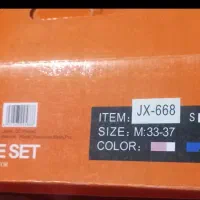 ITEM: JX-668 S
SIZE: M:33-37
E SET
COLOR: